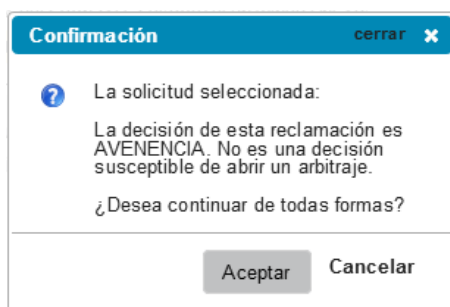 Confirmación cerrar ✖
La solicitud seleccionada:
La decisión de esta reclamación es
AVENENCIA. No es una decisión
susceptible de abrir un arbitraje.
¿Desea continuar de todas formas?
Aceptar Cancelar